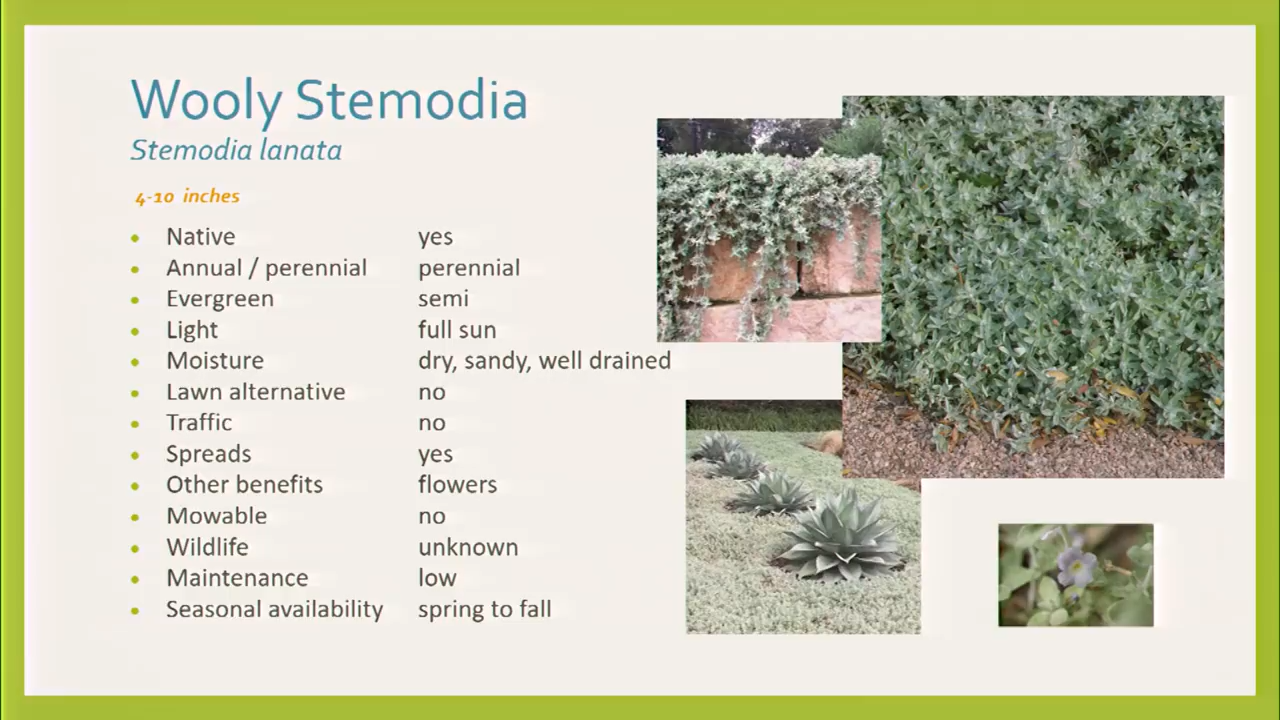 Wooly Stemodia
Stemodia lanata
4-10 inches
• Native yes
• Annual / perennial perennial
• Evergreen semi
• Light full sun
• Moisture dry, sandy, well drained
• Lawn alternative no
• Traffic no
• Spreads yes
• Other benefits flowers
• Mowable no
• Wildlife unknown
• Maintenance low
• Seasonal availability spring to fall